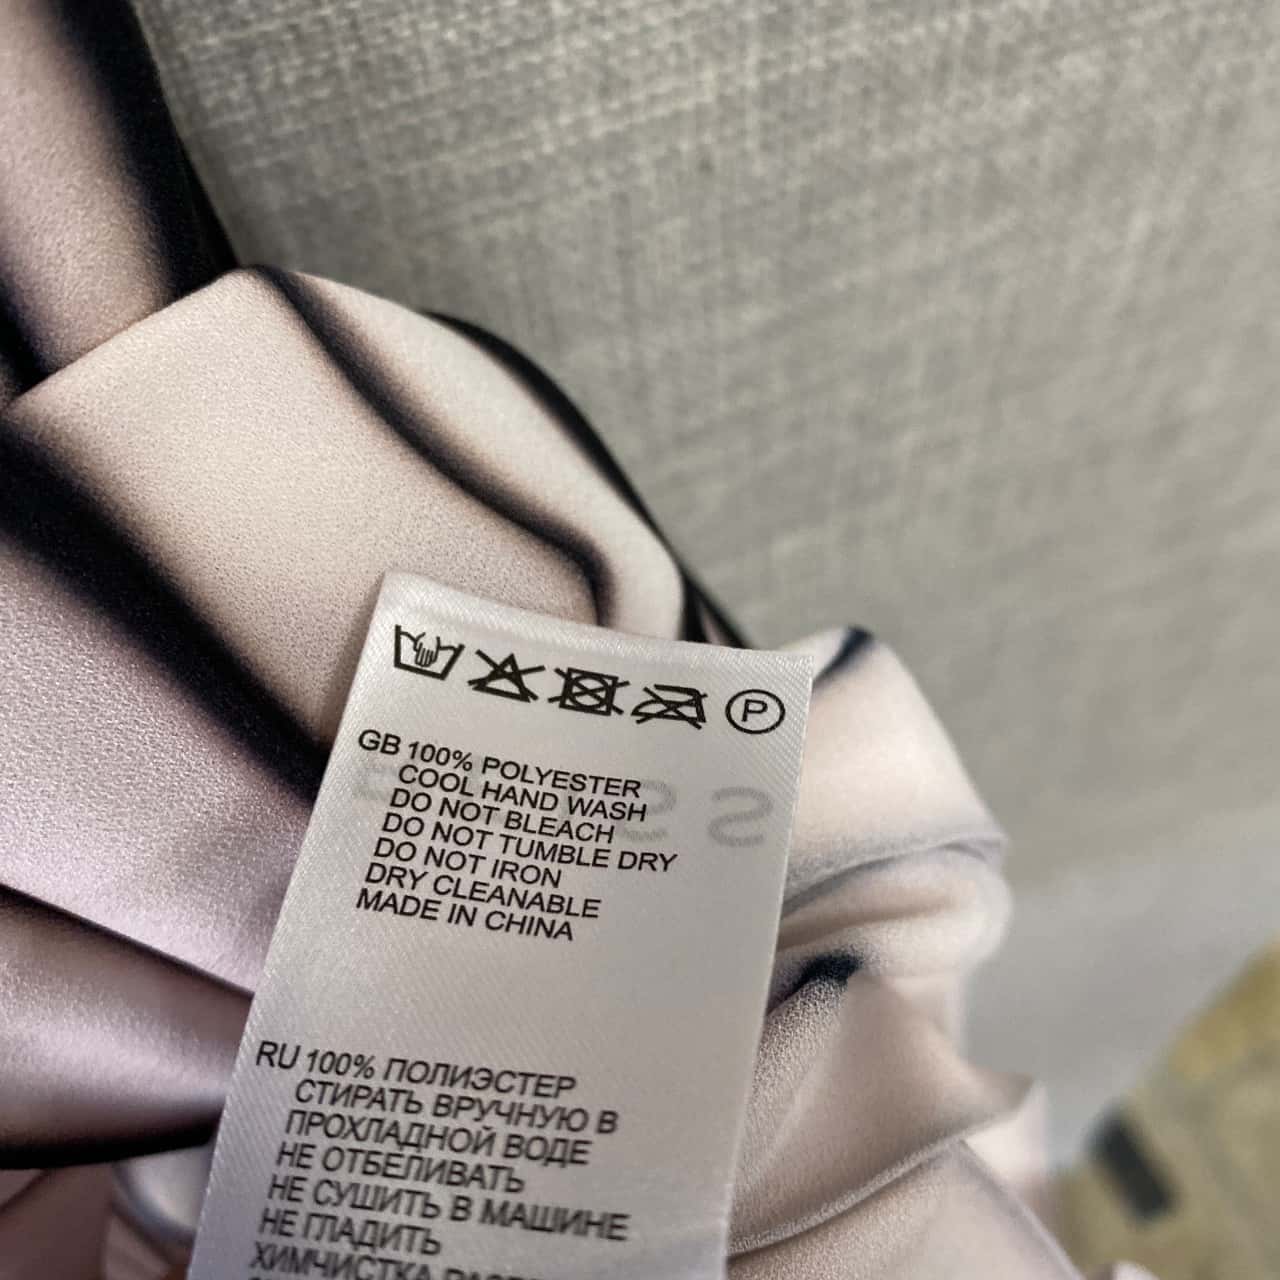 P
GB 100% POLYESTER
COOL HAND WASH
DO NOT BLEACH
DO NOT TUMBLE DRY
DO NOT IRON
DRY CLEANABLE
MADE IN CHINA
RU 100% ПОЛИЭСТЕР
СТИРАТЬ ВРУЧНУЮ В
ПРОХЛАДНОЙ ВОДЕ
НЕ ОТБЕЛИВАТЬ
НЕ СУШИТЬ В МАШИНЕ
НЕ ГЛАДИТЬ
ХИМЧИСТКА